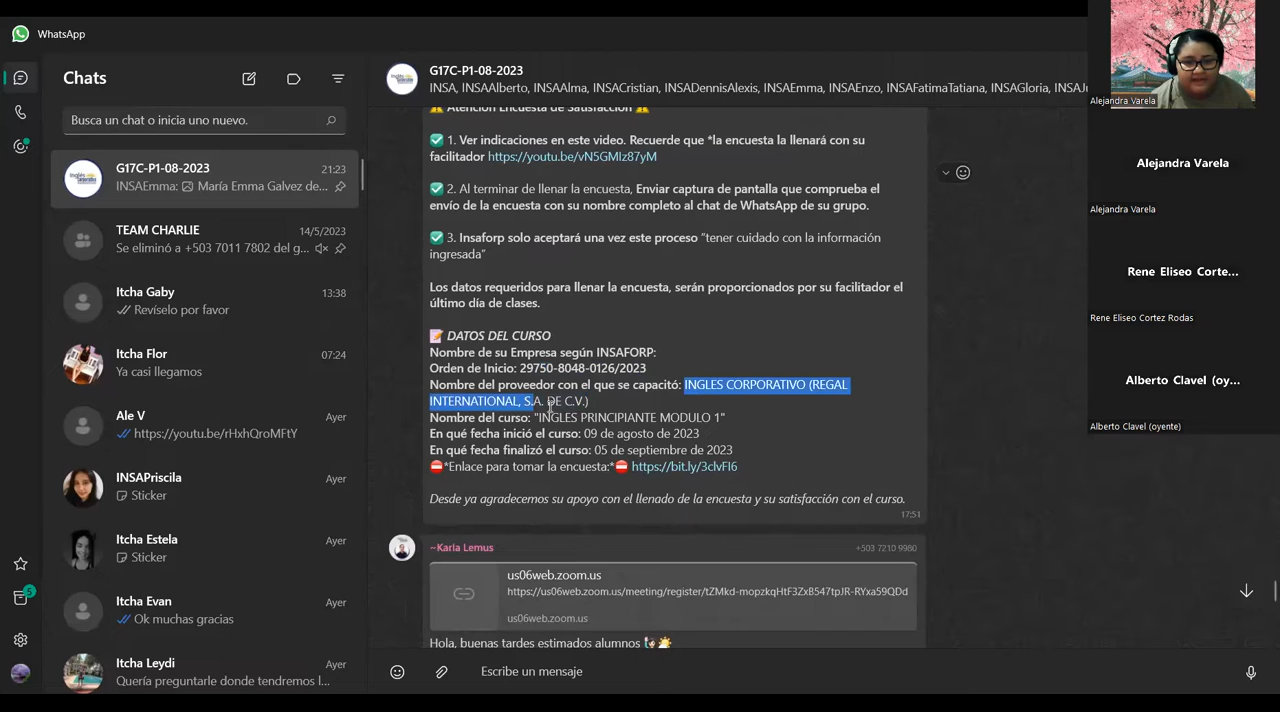 WhatsApp
Chats
Busca un chat o inicia uno nuevo.
G17C-P1-08-2023
21:23
INSAEmma: María Emma Galvez de...
TEAM CHARLIE
14/5/2023
Se eliminó a +503 7011 7802 del g...
Itcha Gaby
13:38
Revíselo por favor
Itcha Flor
07:24
Ya casi llegamos
Ale V
Ayer
https://youtu.be/rHxhQroMFtY
INSAPriscila
Ayer
Sticker
Itcha Estela
Ayer
Sticker
Itcha Evan
Ayer
Ok muchas gracias
Itcha Leydi
Ayer
Quería preguntarle donde tendremos l...
5
G17C-P1-08-2023
INSA, INSAAlberto, INSAAlma, INSACristian, INSADennisAlexis, INSAEmma, INSAEnzo, INSAFatimaTatiana, INSAGloria, INSAJu
Atención Encuesta de Satisfacción
1. Ver indicaciones en este video. Recuerde que *la encuesta la llenará con su
facilitador https://youtu.be/vN5GMlz87yM
2. Al terminar de llenar la encuesta, Enviar captura de pantalla que comprueba el
envío de la encuesta con su nombre completo al chat de WhatsApp de su grupo.
3. Insaforp solo aceptará una vez este proceso “tener cuidado con la información
ingresada”
Los datos requeridos para llenar la encuesta, serán proporcionados por su facilitador el
último día de clases.
DATOS DEL CURSO
Nombre de su Empresa según INSAFORP:
Orden de Inicio: 29750-8048-0126/2023
Nombre del proveedor con el que se capacitó: INGLES CORPORATIVO (REGAL
INTERNATIONAL, S.A. DE C.V.)
Nombre del curso: "INGLES PRINCIPIANTE MODULO 1"
En qué fecha inició el curso: 09 de agosto de 2023
En qué fecha finalizó el curso: 05 de septiembre de 2023
*Enlace para tomar la encuesta:* https://bit.ly/3clvFI6
Desde ya agradecemos su apoyo con el llenado de la encuesta y su satisfacción con el curso.
17:51
~Karla Lemus
+503 7210 9980
us06web.zoom.us
https://us06web.zoom.us/meeting/register/tZMkd-mopzkqHtF3ZxB547tpJR-RYxa59QDd
us06web.zoom.us
Hola, buenas tardes estimados alumnos
Escribe un mensaje
Alejandra Varela
Alejandra Varela
Alejandra Varela
Rene Eliseo Corte...
Rene Eliseo Cortez Rodas
Alberto Clavel (oy...
Alberto Clavel (oyente)